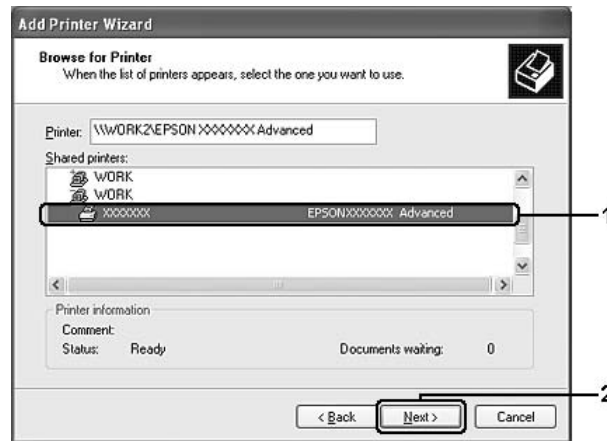 Add Printer Wizard
Browse for Printer
When the list of printers appears, select the one you want to use.
Printer: \\WORK2\EPSON XXXXXXX Advanced
Shared printers:
WORK
WORK
XXXXXXX EPSONXXXXXXX Advanced
1
Printer information
Comment:
Status: Ready Documents waiting: 0
2
< Back Next > Cancel